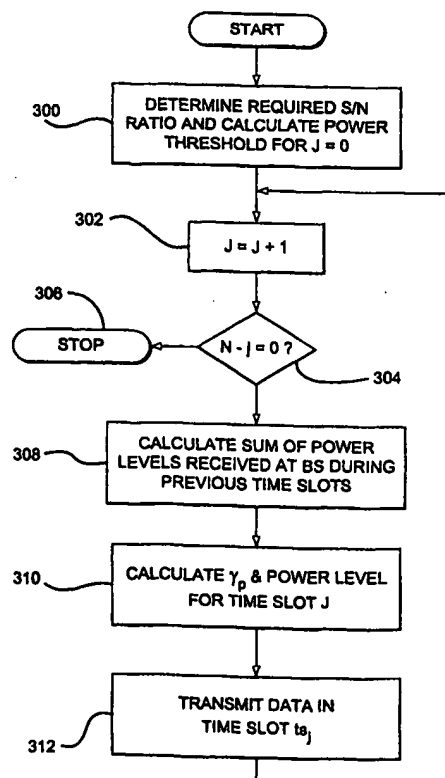 START
300
DETERMINE REQUIRED S/N
RATIO AND CALCULATE POWER
THRESHOLD FOR J = 0
302
J = J + 1
306
STOP
N - j = 0 ?
304
308
CALCULATE SUM OF POWER
LEVELS RECEIVED AT BS DURING
PREVIOUS TIME SLOTS
310
CALCULATE γp & POWER LEVEL
FOR TIME SLOT J
312
TRANSMIT DATA IN
TIME SLOT tsj